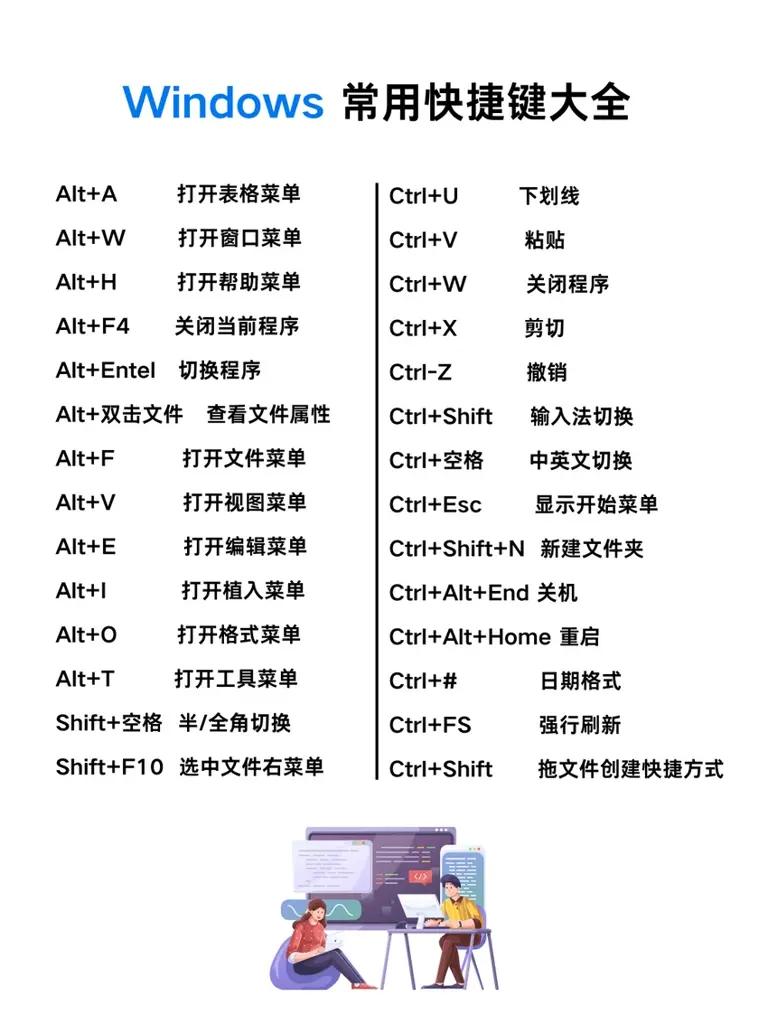 Windows 常用快捷键大全
Alt+A 打开表格菜单
Alt+W 打开窗口菜单
Alt+H 打开帮助菜单
Alt+F4 关闭当前程序
Alt+Entel 切换程序
Alt+双击文件 查看文件属性
Alt+F 打开文件菜单
Alt+V 打开视图菜单
Alt+E 打开编辑菜单
Alt+I 打开植入菜单
Alt+O 打开格式菜单
Alt+T 打开工具菜单
Shift+空格 半/全角切换
Shift+F10 选中文件右菜单
Ctrl+U 下划线
Ctrl+V 粘贴
Ctrl+W 关闭程序
Ctrl+X 剪切
Ctrl-Z 撤销
Ctrl+Shift 输入法切换
Ctrl+空格 中英文切换
Ctrl+Esc 显示开始菜单
Ctrl+Shift+N 新建文件夹
Ctrl+Alt+End 关机
Ctrl+Alt+Home 重启
Ctrl+# 日期格式
Ctrl+FS 强行刷新
Ctrl+Shift 拖文件创建快捷方式
</>